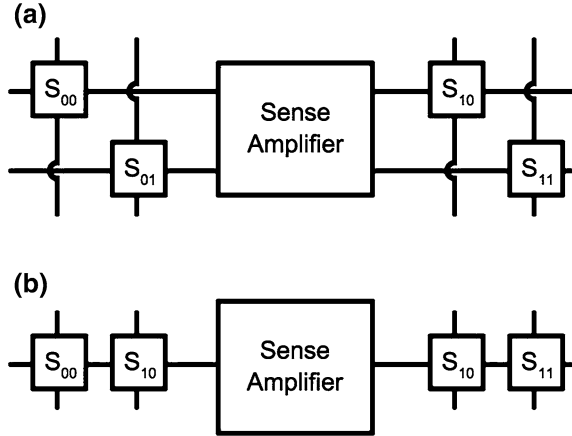 (a)
S00 Sense Amplifier S10
S01 S11
(b)
S00 S10 Sense Amplifier S10 S11